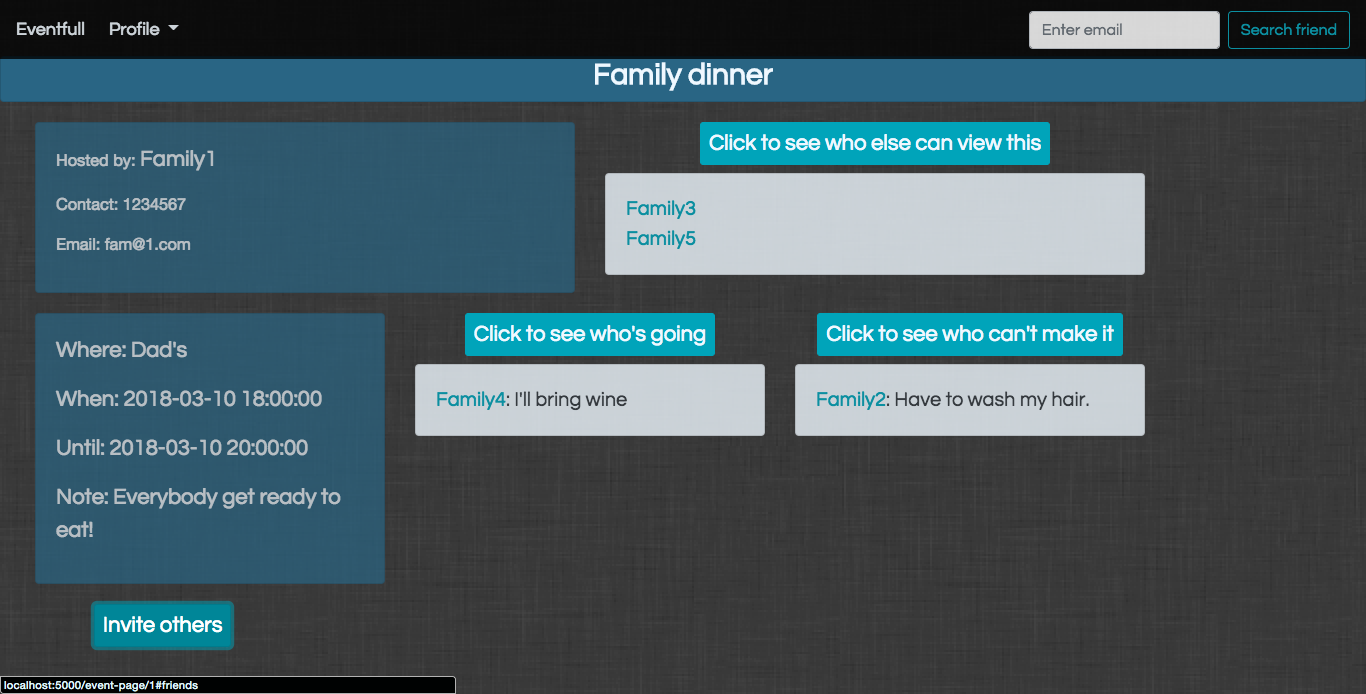 Eventfull Profile Enter email Search friend
Family dinner
Hosted by: Family1
Contact: 1234567
Email: fam@1.com
Click to see who else can view this
Family3
Family5
Where: Dad's
When: 2018-03-10 18:00:00
Until: 2018-03-10 20:00:00
Note: Everybody get ready to
eat!
Click to see who's going
Family4: I'll bring wine
Click to see who can't make it
Family2: Have to wash my hair.
Invite others
localhost:5000/event-page/1#friends